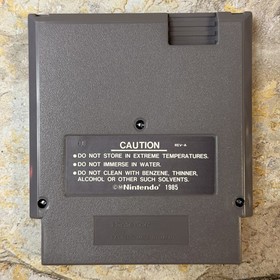 CAUTION REV-A
●DO NOT STORE IN EXTREME TEMPERATURES.
●DO NOT IMMERSE IN WATER.
●DO NOT CLEAN WITH BENZENE, THINNER,
ALCOHOL OR OTHER SUCH SOLVENTS.
©Nintendo® 1985